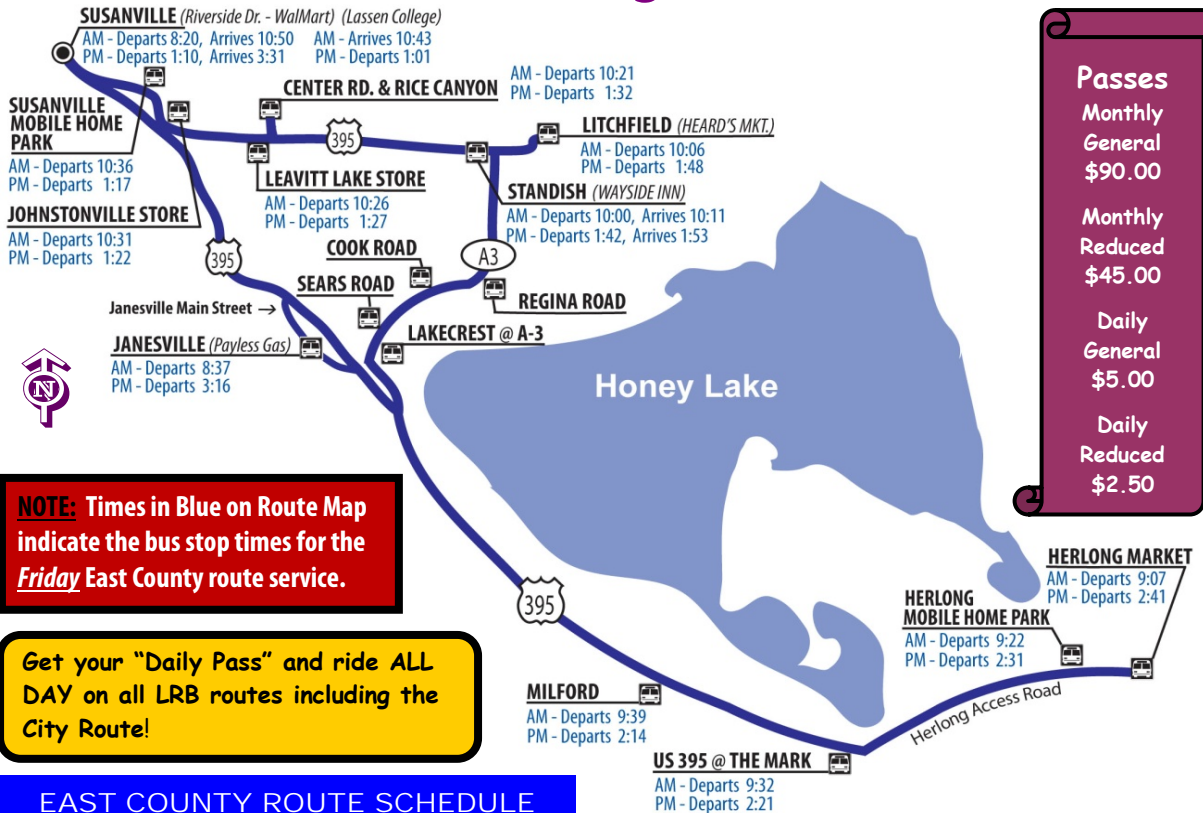 SUSANVILLE (Riverside Dr. - WalMart) (Lassen College)
AM - Departs 8:20, Arrives 10:50 AM - Arrives 10:43
PM - Departs 1:10, Arrives 3:31 PM - Departs 1:01
CENTER RD. & RICE CANYON
AM - Departs 10:21
PM - Departs 1:32
SUSANVILLE
MOBILE HOME
PARK
AM - Departs 10:36
PM - Departs 1:17
395
LITCHFIELD (HEARD'S MKT.)
AM - Departs 10:06
PM - Departs 1:48
LEAVITT LAKE STORE
AM - Departs 10:26
PM - Departs 1:27
STANDISH (WAYSIDE INN)
AM - Departs 10:00, Arrives 10:11
PM - Departs 1:42, Arrives 1:53
JOHNSTONVILLE STORE
AM - Departs 10:31
PM - Departs 1:22
395
COOK ROAD
A3
SEARS ROAD
REGINA ROAD
Janesville Main Street →
LAKECREST @ A-3
JANESVILLE (Payless Gas)
AM - Departs 8:37
PM - Departs 3:16
N
Honey Lake
Passes
Monthly
General
$90.00
Monthly
Reduced
$45.00
Daily
General
$5.00
Daily
Reduced
$2.50
NOTE: Times in Blue on Route Map
indicate the bus stop times for the
Friday East County route service.
395
HERLONG MARKET
AM - Departs 9:07
PM - Departs 2:41
HERLONG
MOBILE HOME PARK
AM - Departs 9:22
PM - Departs 2:31
Herlong Access Road
Get your “Daily Pass” and ride ALL
DAY on all LRB routes including the
City Route!
MILFORD
AM - Departs 9:39
PM - Departs 2:14
US 395 @ THE MARK
AM - Departs 9:32
PM - Departs 2:21
EAST COUNTY ROUTE SCHEDULE